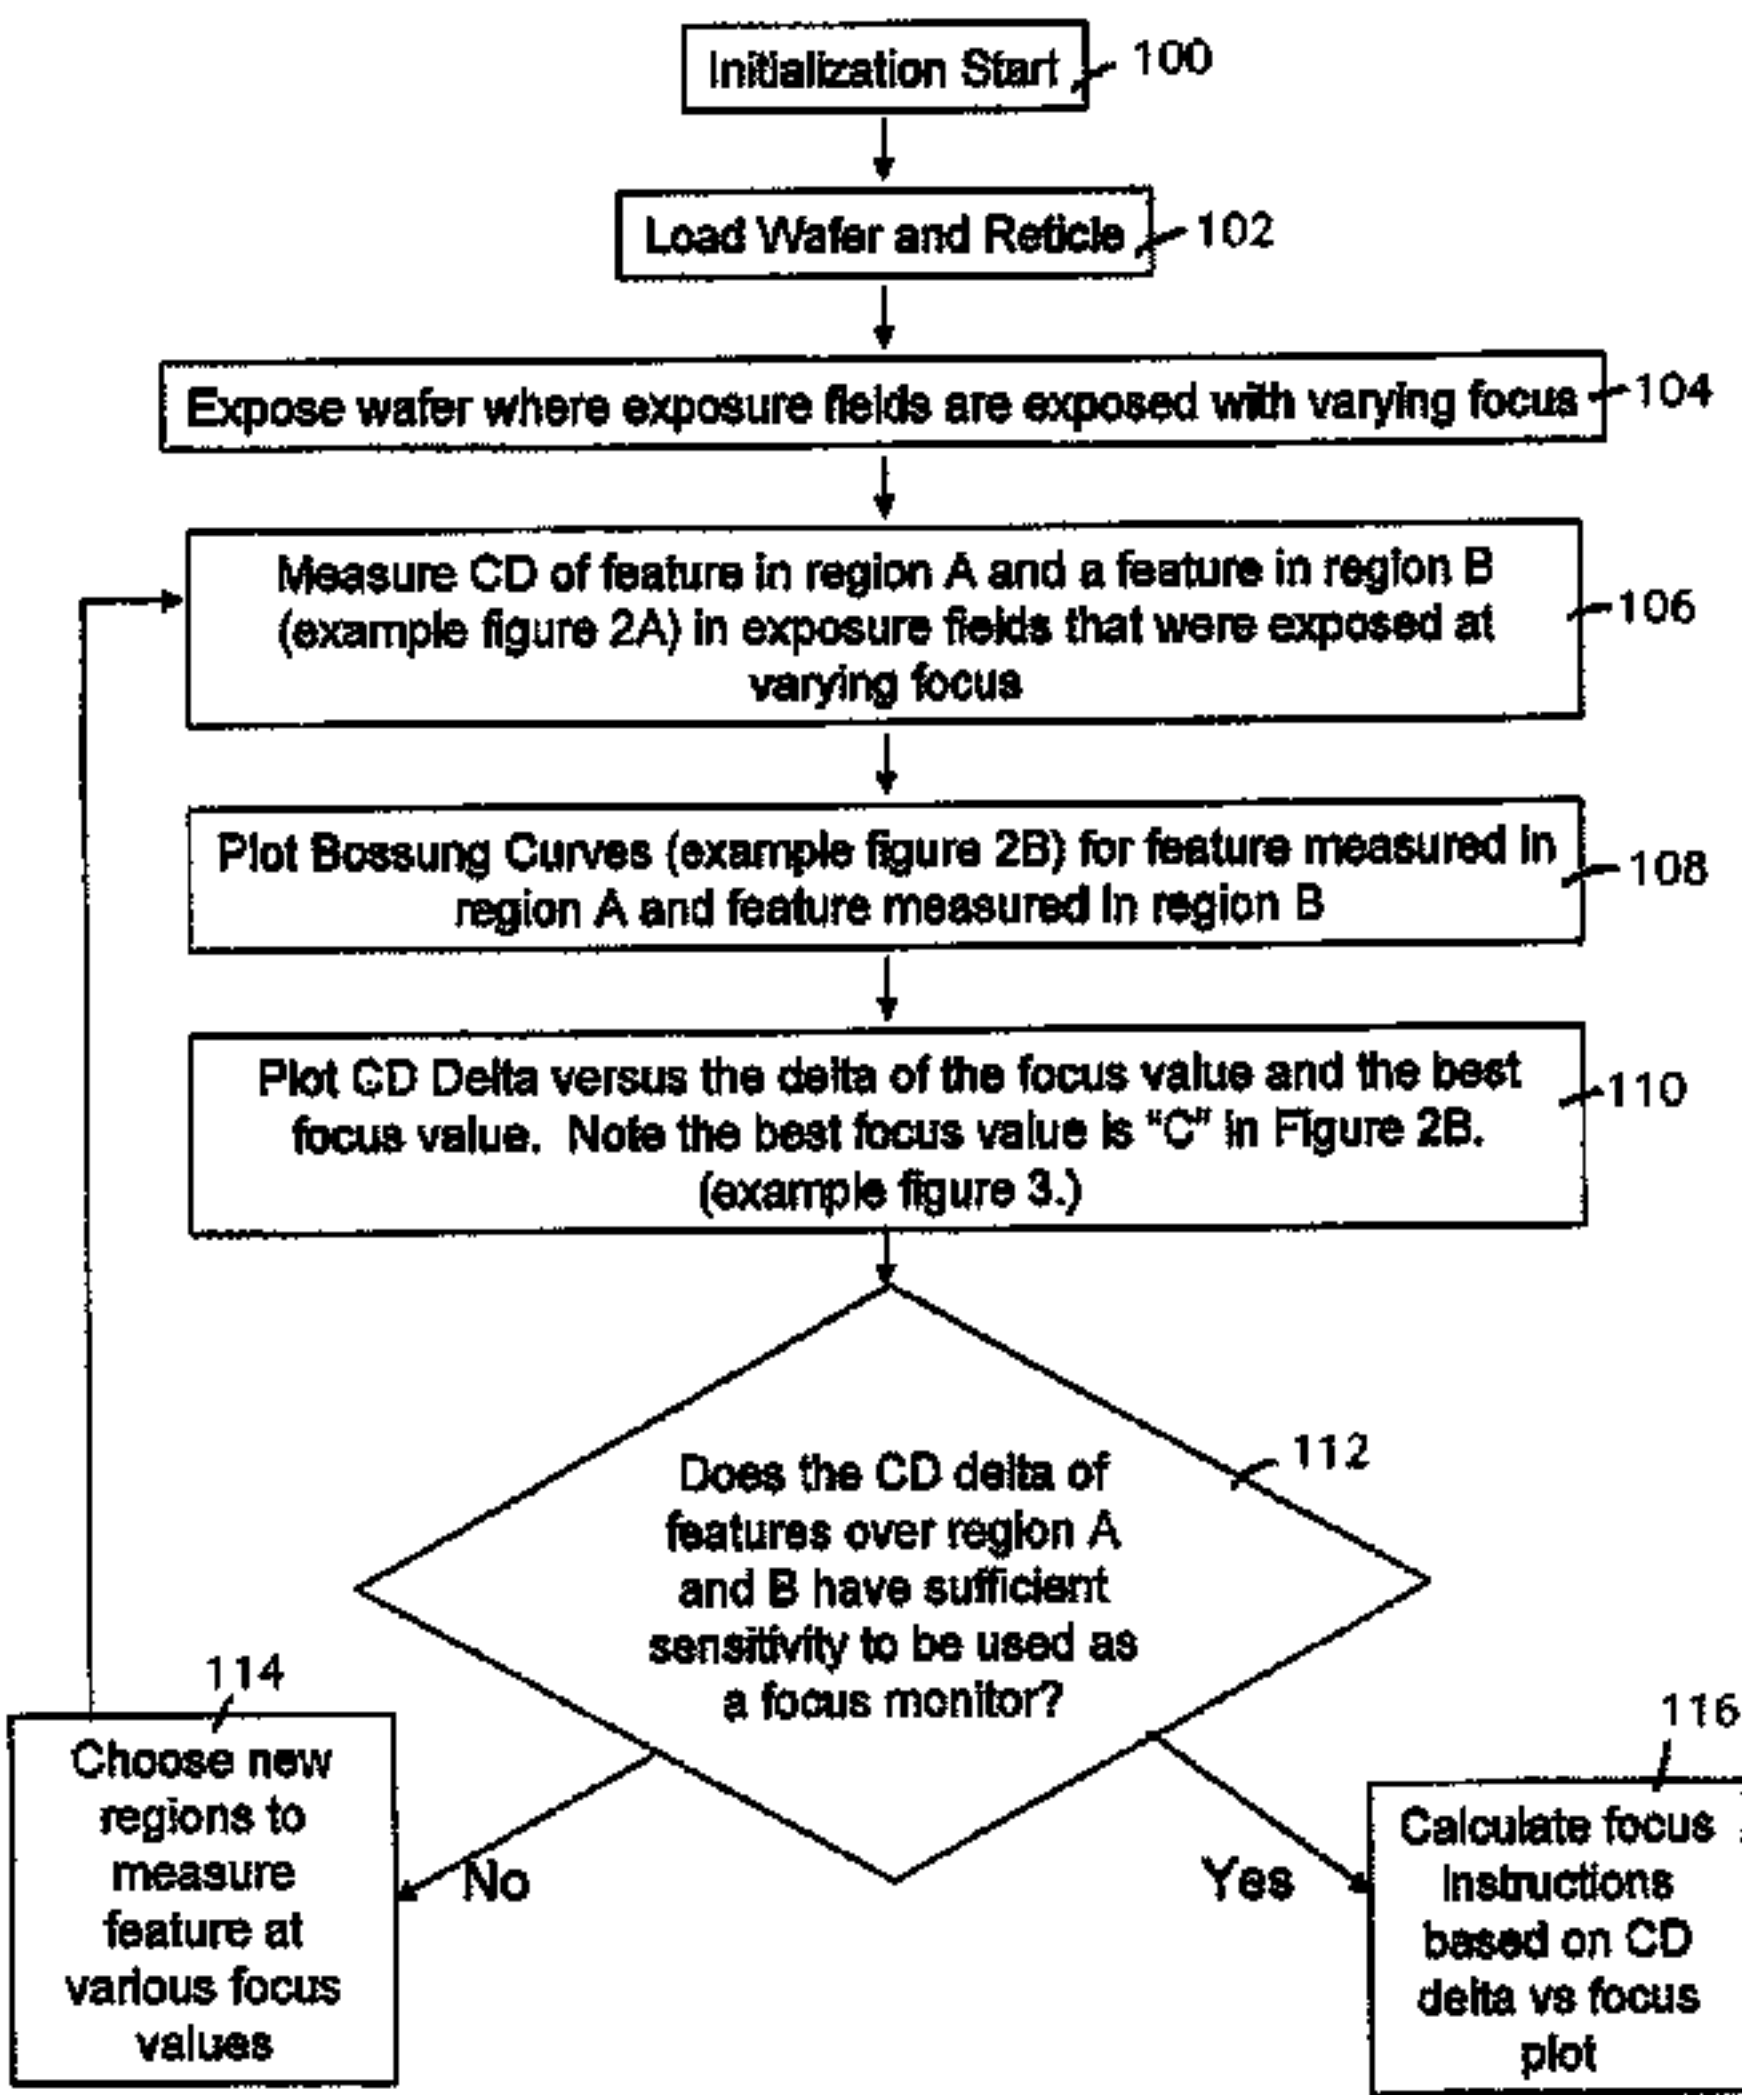 Initialization Start
100
Load Wafer and Reticle
102
Expose wafer where exposure fields are exposed with varying focus
104
Measure CD of feature in region A and a feature in region B
(example figure 2A) in exposure fields that were exposed at
varying focus
106
Plot Bossung Curves (example figure 2B) for feature measured in
region A and feature measured in region B
108
Plot CD Delta versus the delta of the focus value and the best
focus value. Note the best focus value is "C" in Figure 2B.
(example figure 3.)
110
Does the CD delta of
features over region A
and B have sufficient
sensitivity to be used as
a focus monitor?
112
114
Choose new
regions to
measure
feature at
various focus
values
No
Yes
116
Calculate focus
instructions
based on CD
delta vs focus
plot